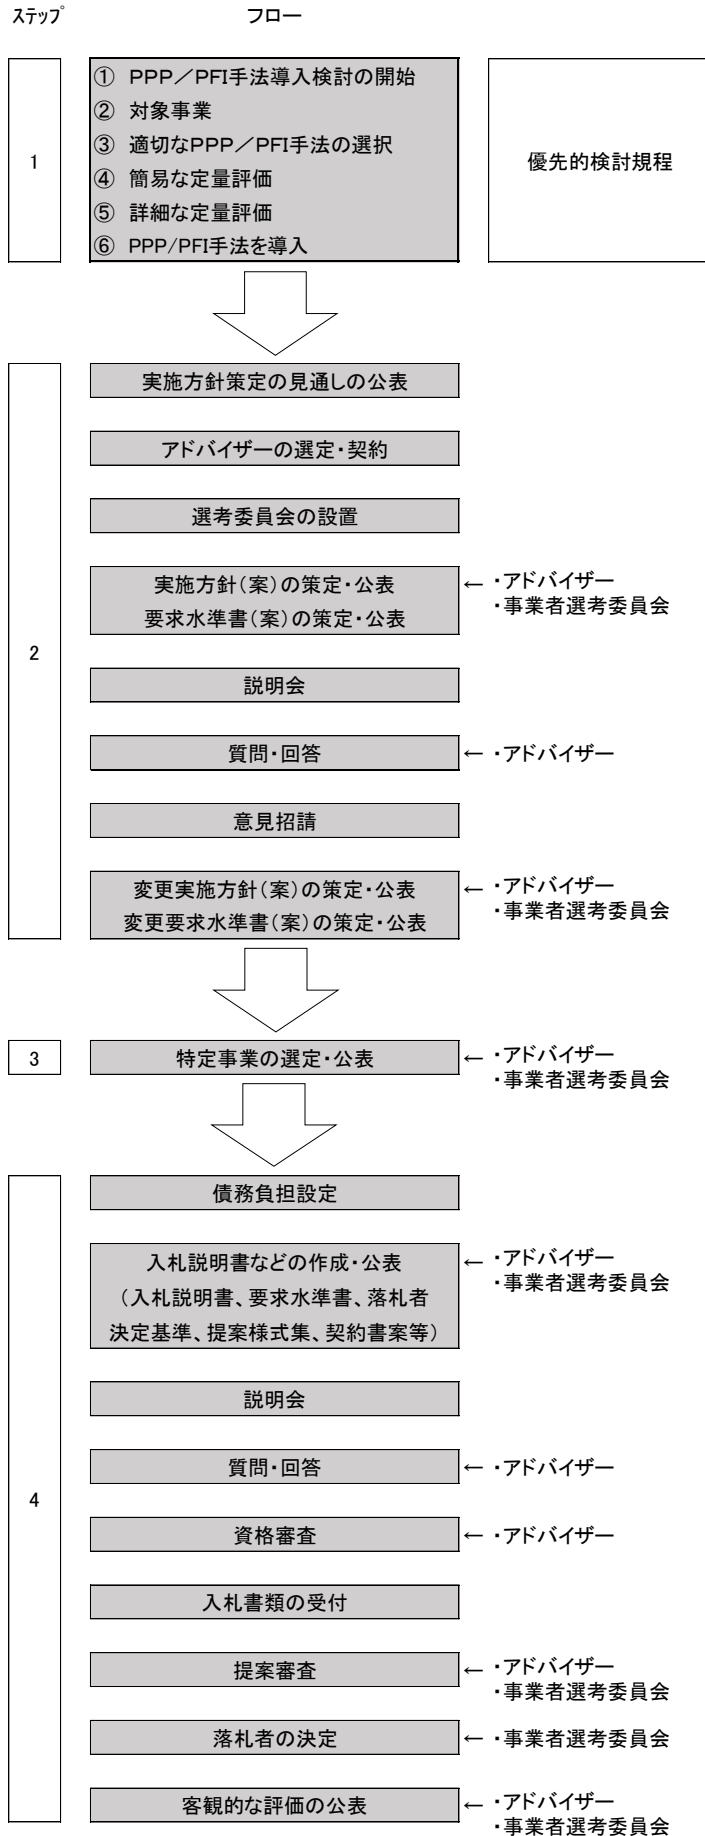 ステップ フロー
① PPP／PFI手法導入検討の開始
② 対象事業
③ 適切なPPP／PFI手法の選択
1 優先的検討規程
④ 簡易な定量評価
⑤ 詳細な定量評価
⑥ PPP/PFI手法を導入
実施方針策定の見通しの公表
アドバイザーの選定・契約
選考委員会の設置
実施方針（案）の策定・公表 ← ・アドバイザー
要求水準書（案）の策定・公表 ・事業者選考委員会
2
説明会
質問・回答 ← ・アドバイザー
意見招請
変更実施方針（案）の策定・公表 ← ・アドバイザー
変更要求水準書（案）の策定・公表 ・事業者選考委員会
3 特定事業の選定・公表 ← ・アドバイザー
・事業者選考委員会
債務負担設定
入札説明書などの作成・公表 ← ・アドバイザー
・事業者選考委員会
（入札説明書、要求水準書、落札者
決定基準、提案様式集、契約書案等）
説明会
質問・回答 ← ・アドバイザー
4
資格審査 ← ・アドバイザー
入札書類の受付
提案審査 ← ・アドバイザー
・事業者選考委員会
落札者の決定 ← ・事業者選考委員会
客観的な評価の公表 ← ・アドバイザー
・事業者選考委員会